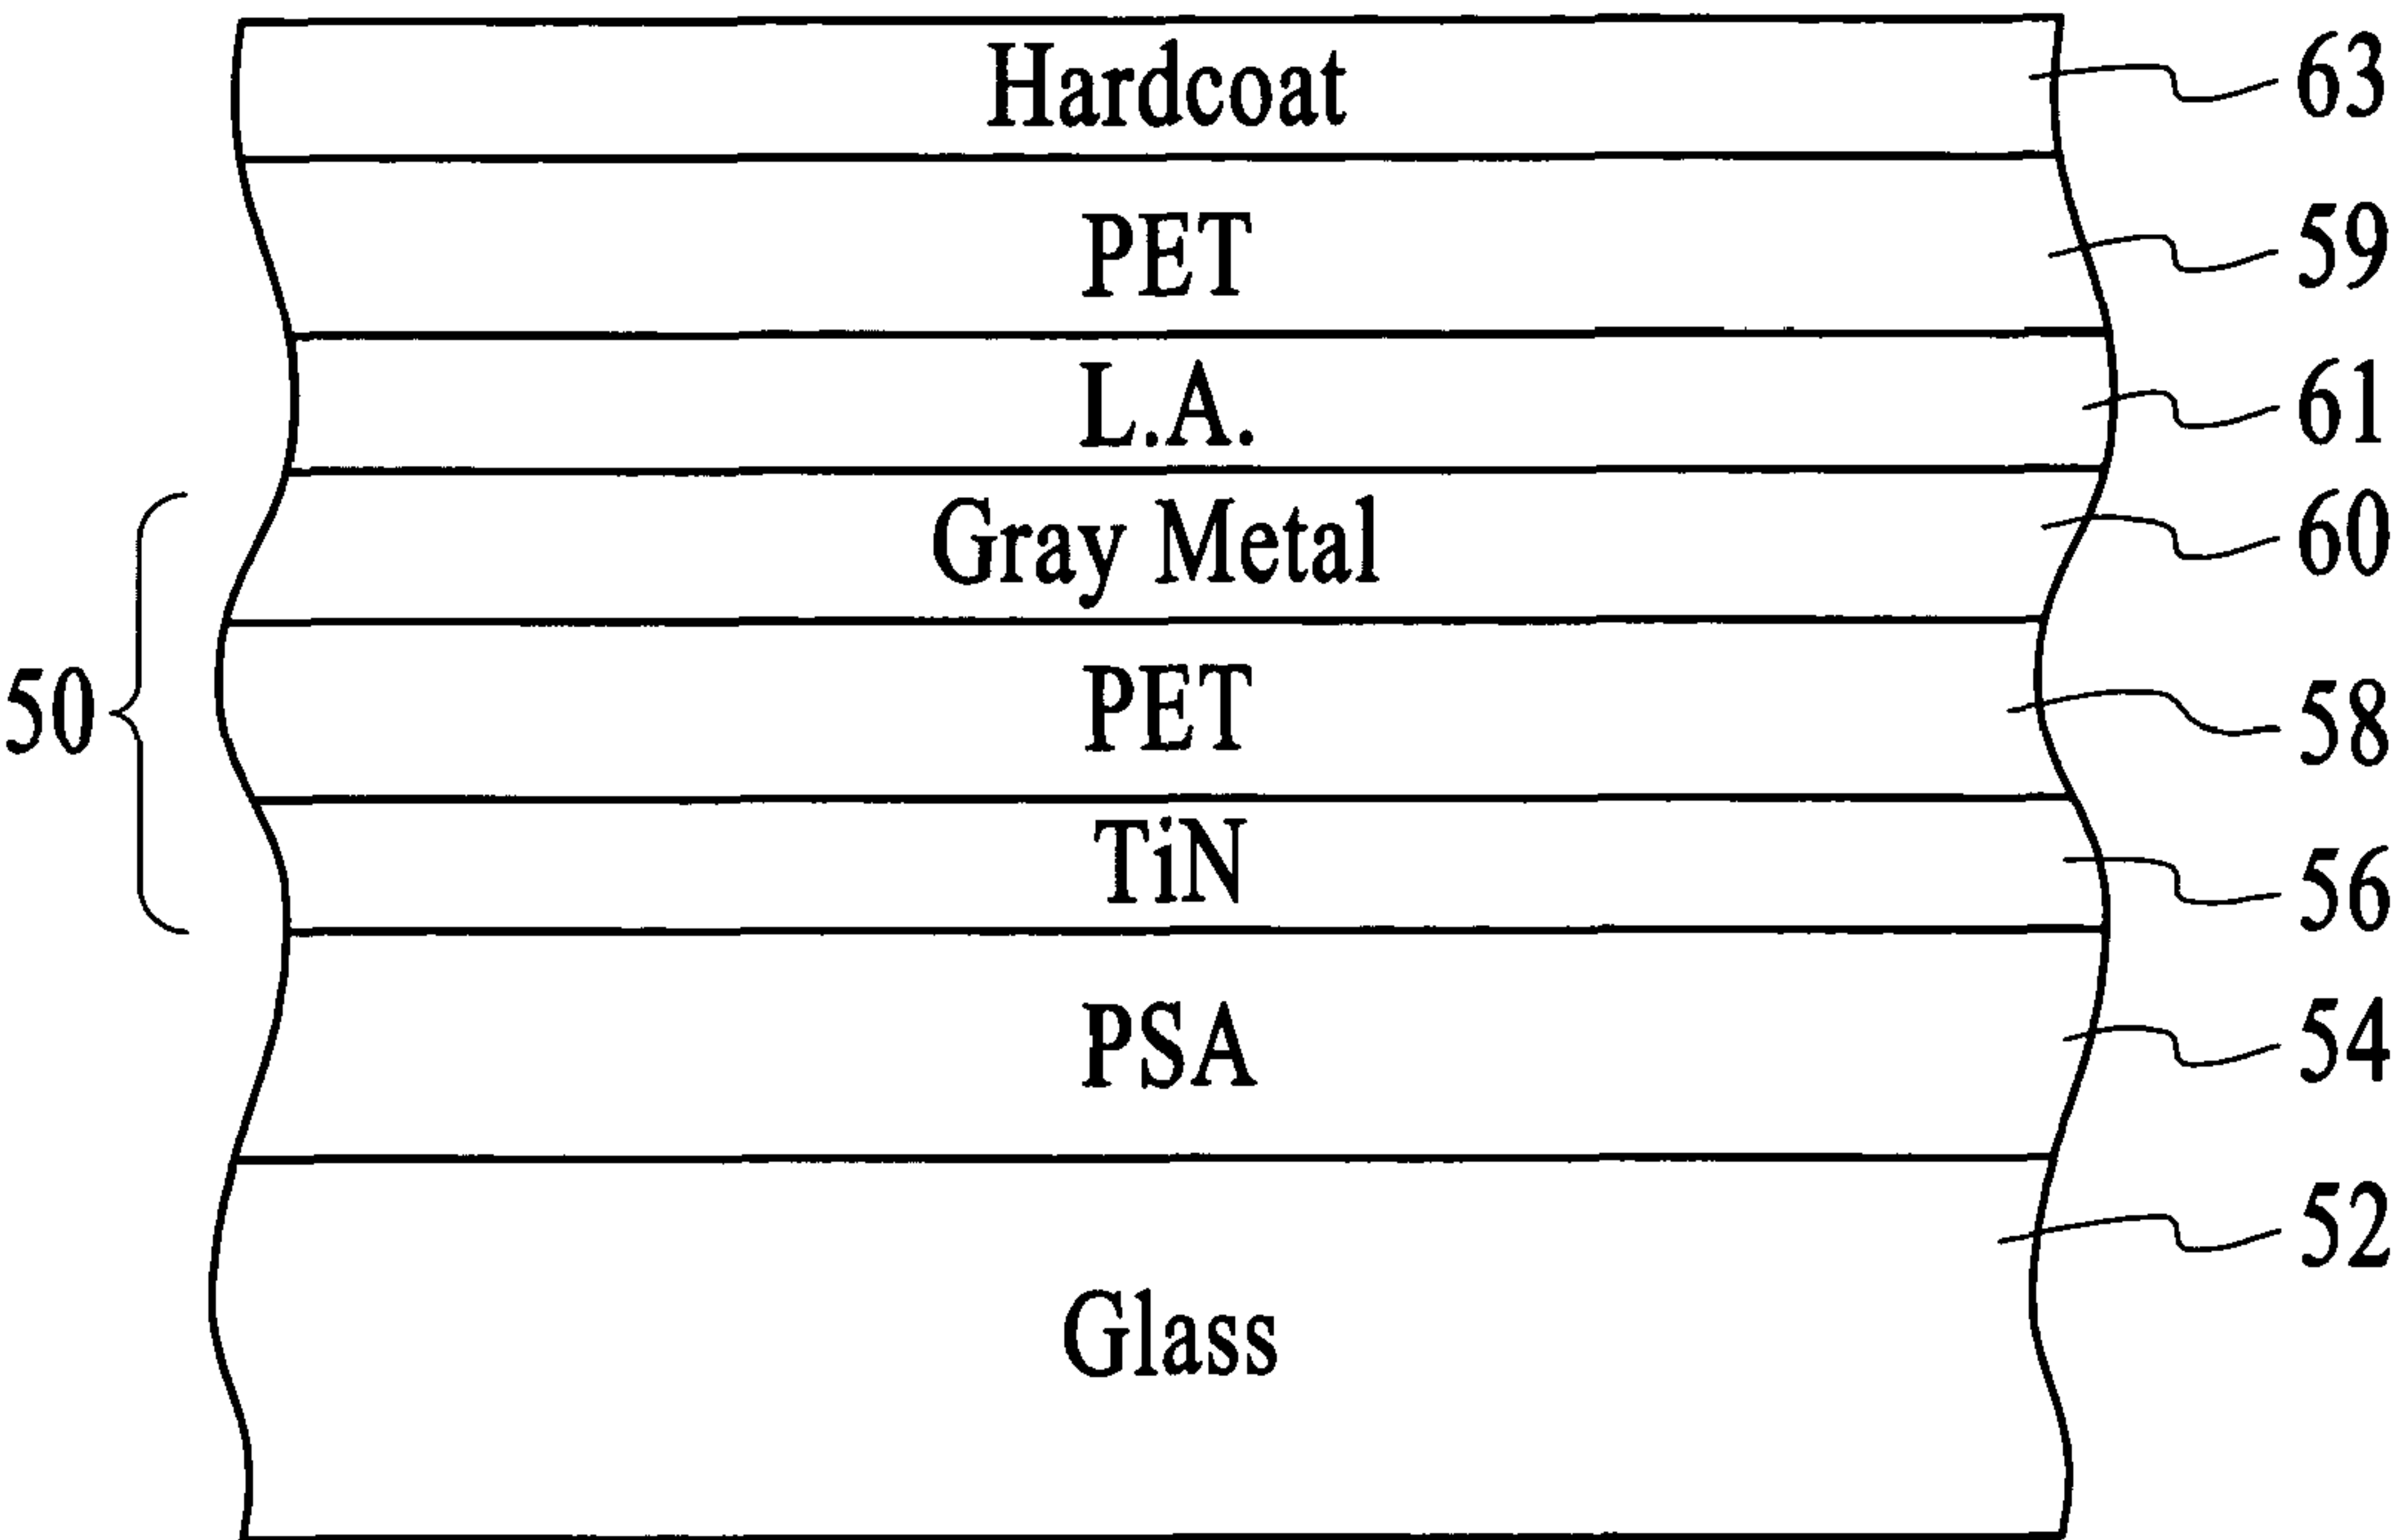 Hardcoat 63
PET 59
L.A. 61
Gray Metal 60
50
PET 58
TiN 56
PSA 54
52
Glass